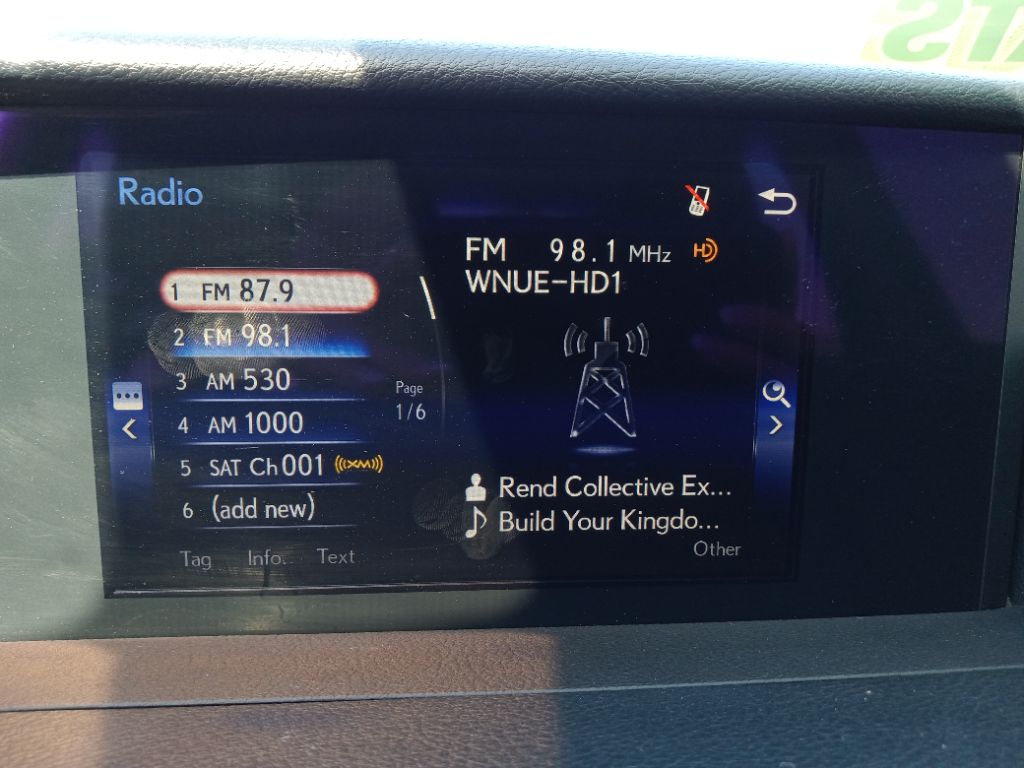 Radio
FM 98.1 MHz HD
WNUE-HD1
1 FM 87.9
2 FM 98.1
3 AM 530
4 AM 1000
5 SAT Ch 001 ((XM))
6 (add new)
Page
1/6
Rend Collective Ex...
Build Your Kingdo...
Other
Tag Info. Text